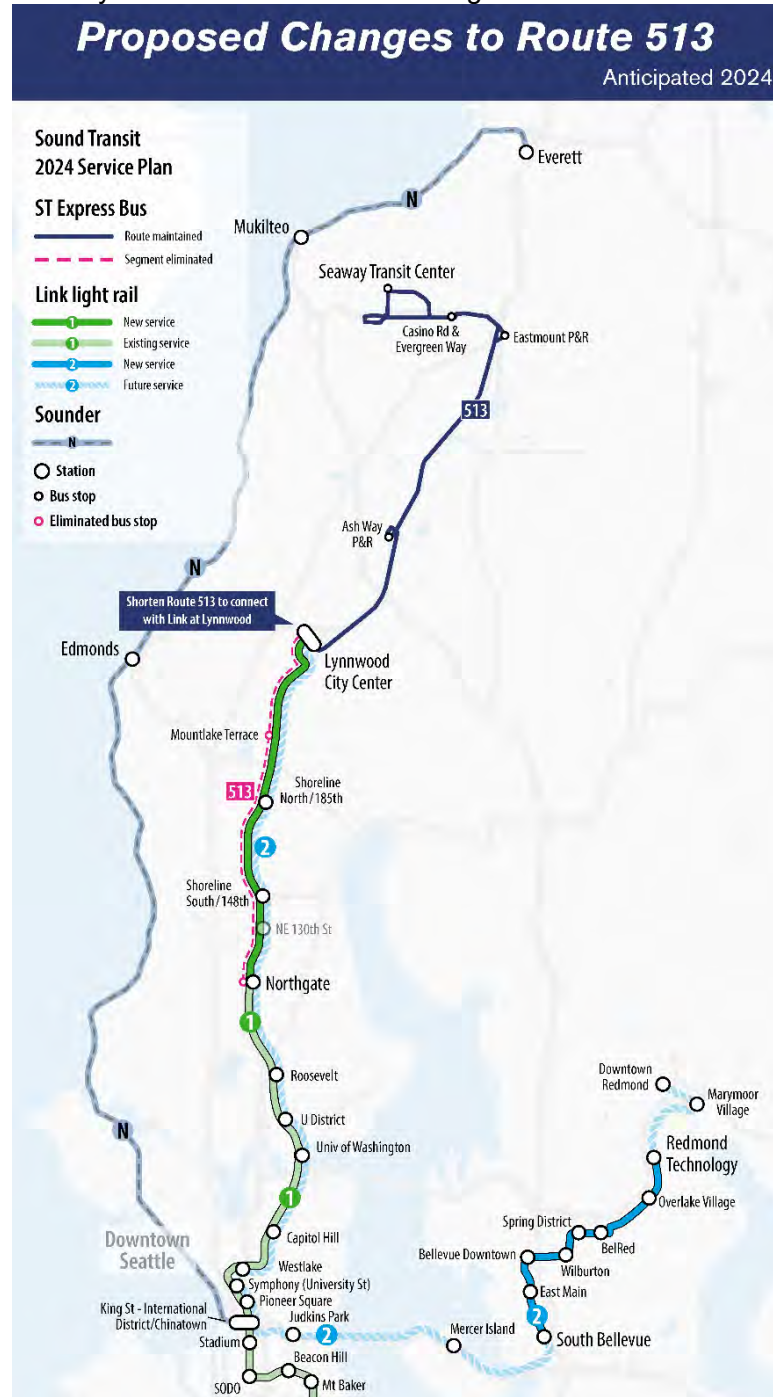 Proposed Changes to Route 513
Anticipated 2024
Sound Transit
2024 Service Plan
ST Express Bus
Route maintained
Segment eliminated
Link light rail
1 New service
1 Existing service
2 New service
2 Future service
Sounder
N
Station
Bus stop
Eliminated bus stop
Everett
N
Mukilteo
Seaway Transit Center
Casino Rd &
Evergreen Way
Eastmount P&R
513
Ash Way
P&R
N
Shorten Route 513 to connect
with Link at Lynnwood
Edmonds
Lynnwood
City Center
Mountlake Terrace
513
Shoreline
North/185th
2
Shoreline
South/148th
NE 130th St
Northgate
1
Roosevelt
U District
Univ of Washington
N
1
Capitol Hill
Downtown
Seattle
Westlake
Symphony (University St)
Pioneer Square
King St - International
District/Chinatown
Judkins Park
2
Stadium
Beacon Hill
SODO
Mt Baker
Mercer Island
Downtown
Redmond
Marymoor
Village
Redmond
Technology
Overlake Village
Spring District
BelRed
Bellevue Downtown
Wilburton
East Main
2
South Bellevue